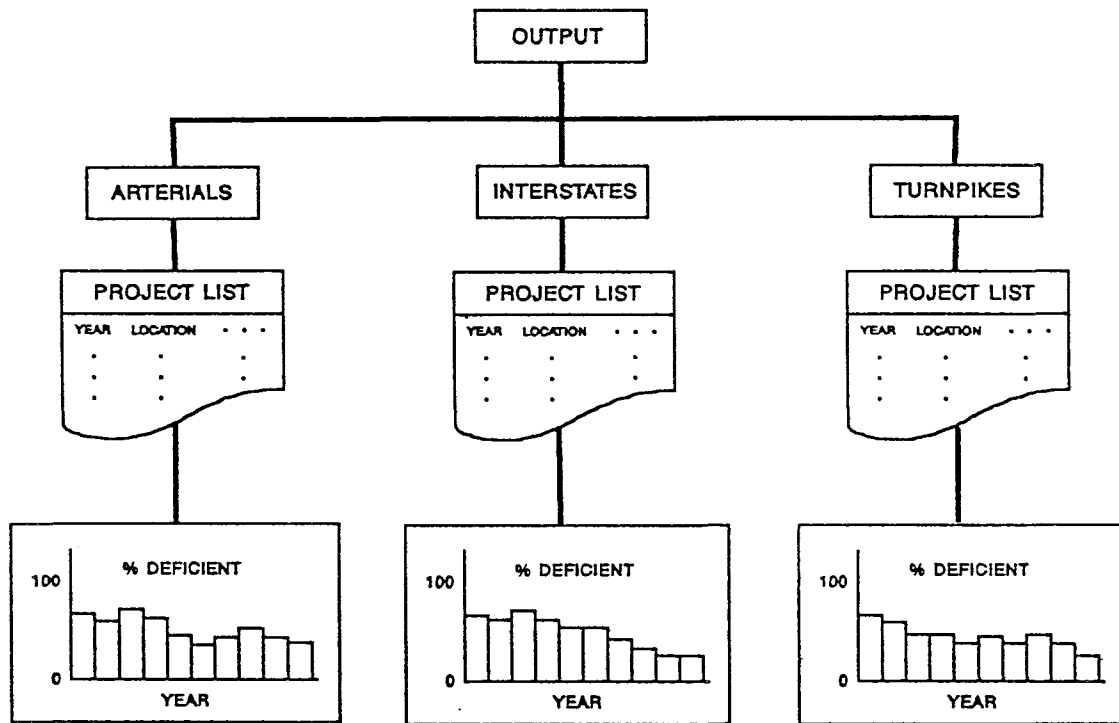 OUTPUT
ARTERIALS
INTERSTATES
TURNPIKES
PROJECT LIST
YEAR LOCATION . . .
PROJECT LIST
YEAR LOCATION . . .
PROJECT LIST
YEAR LOCATION . . .
% DEFICIENT
100
0
YEAR
% DEFICIENT
100
0
YEAR
% DEFICIENT
100
0
YEAR